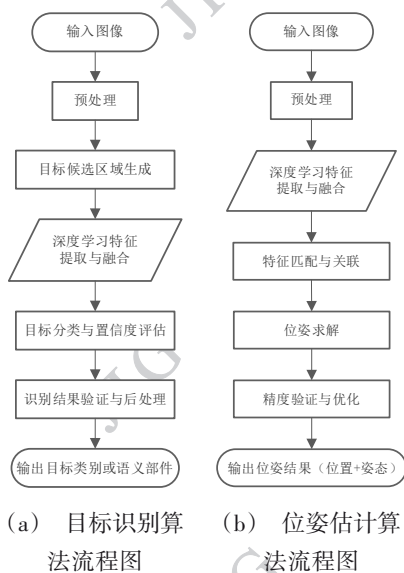 输入图像
预处理
目标候选区域生成
深度学习特征
提取与融合
目标分类与置信度评估
识别结果验证与后处理
输出目标类别或语义部件
(a) 目标识别算
法流程图
输入图像
预处理
深度学习特征
提取与融合
特征匹配与关联
位姿求解
精度验证与优化
输出位姿结果（位置+姿态）
(b) 位姿估计算
法流程图